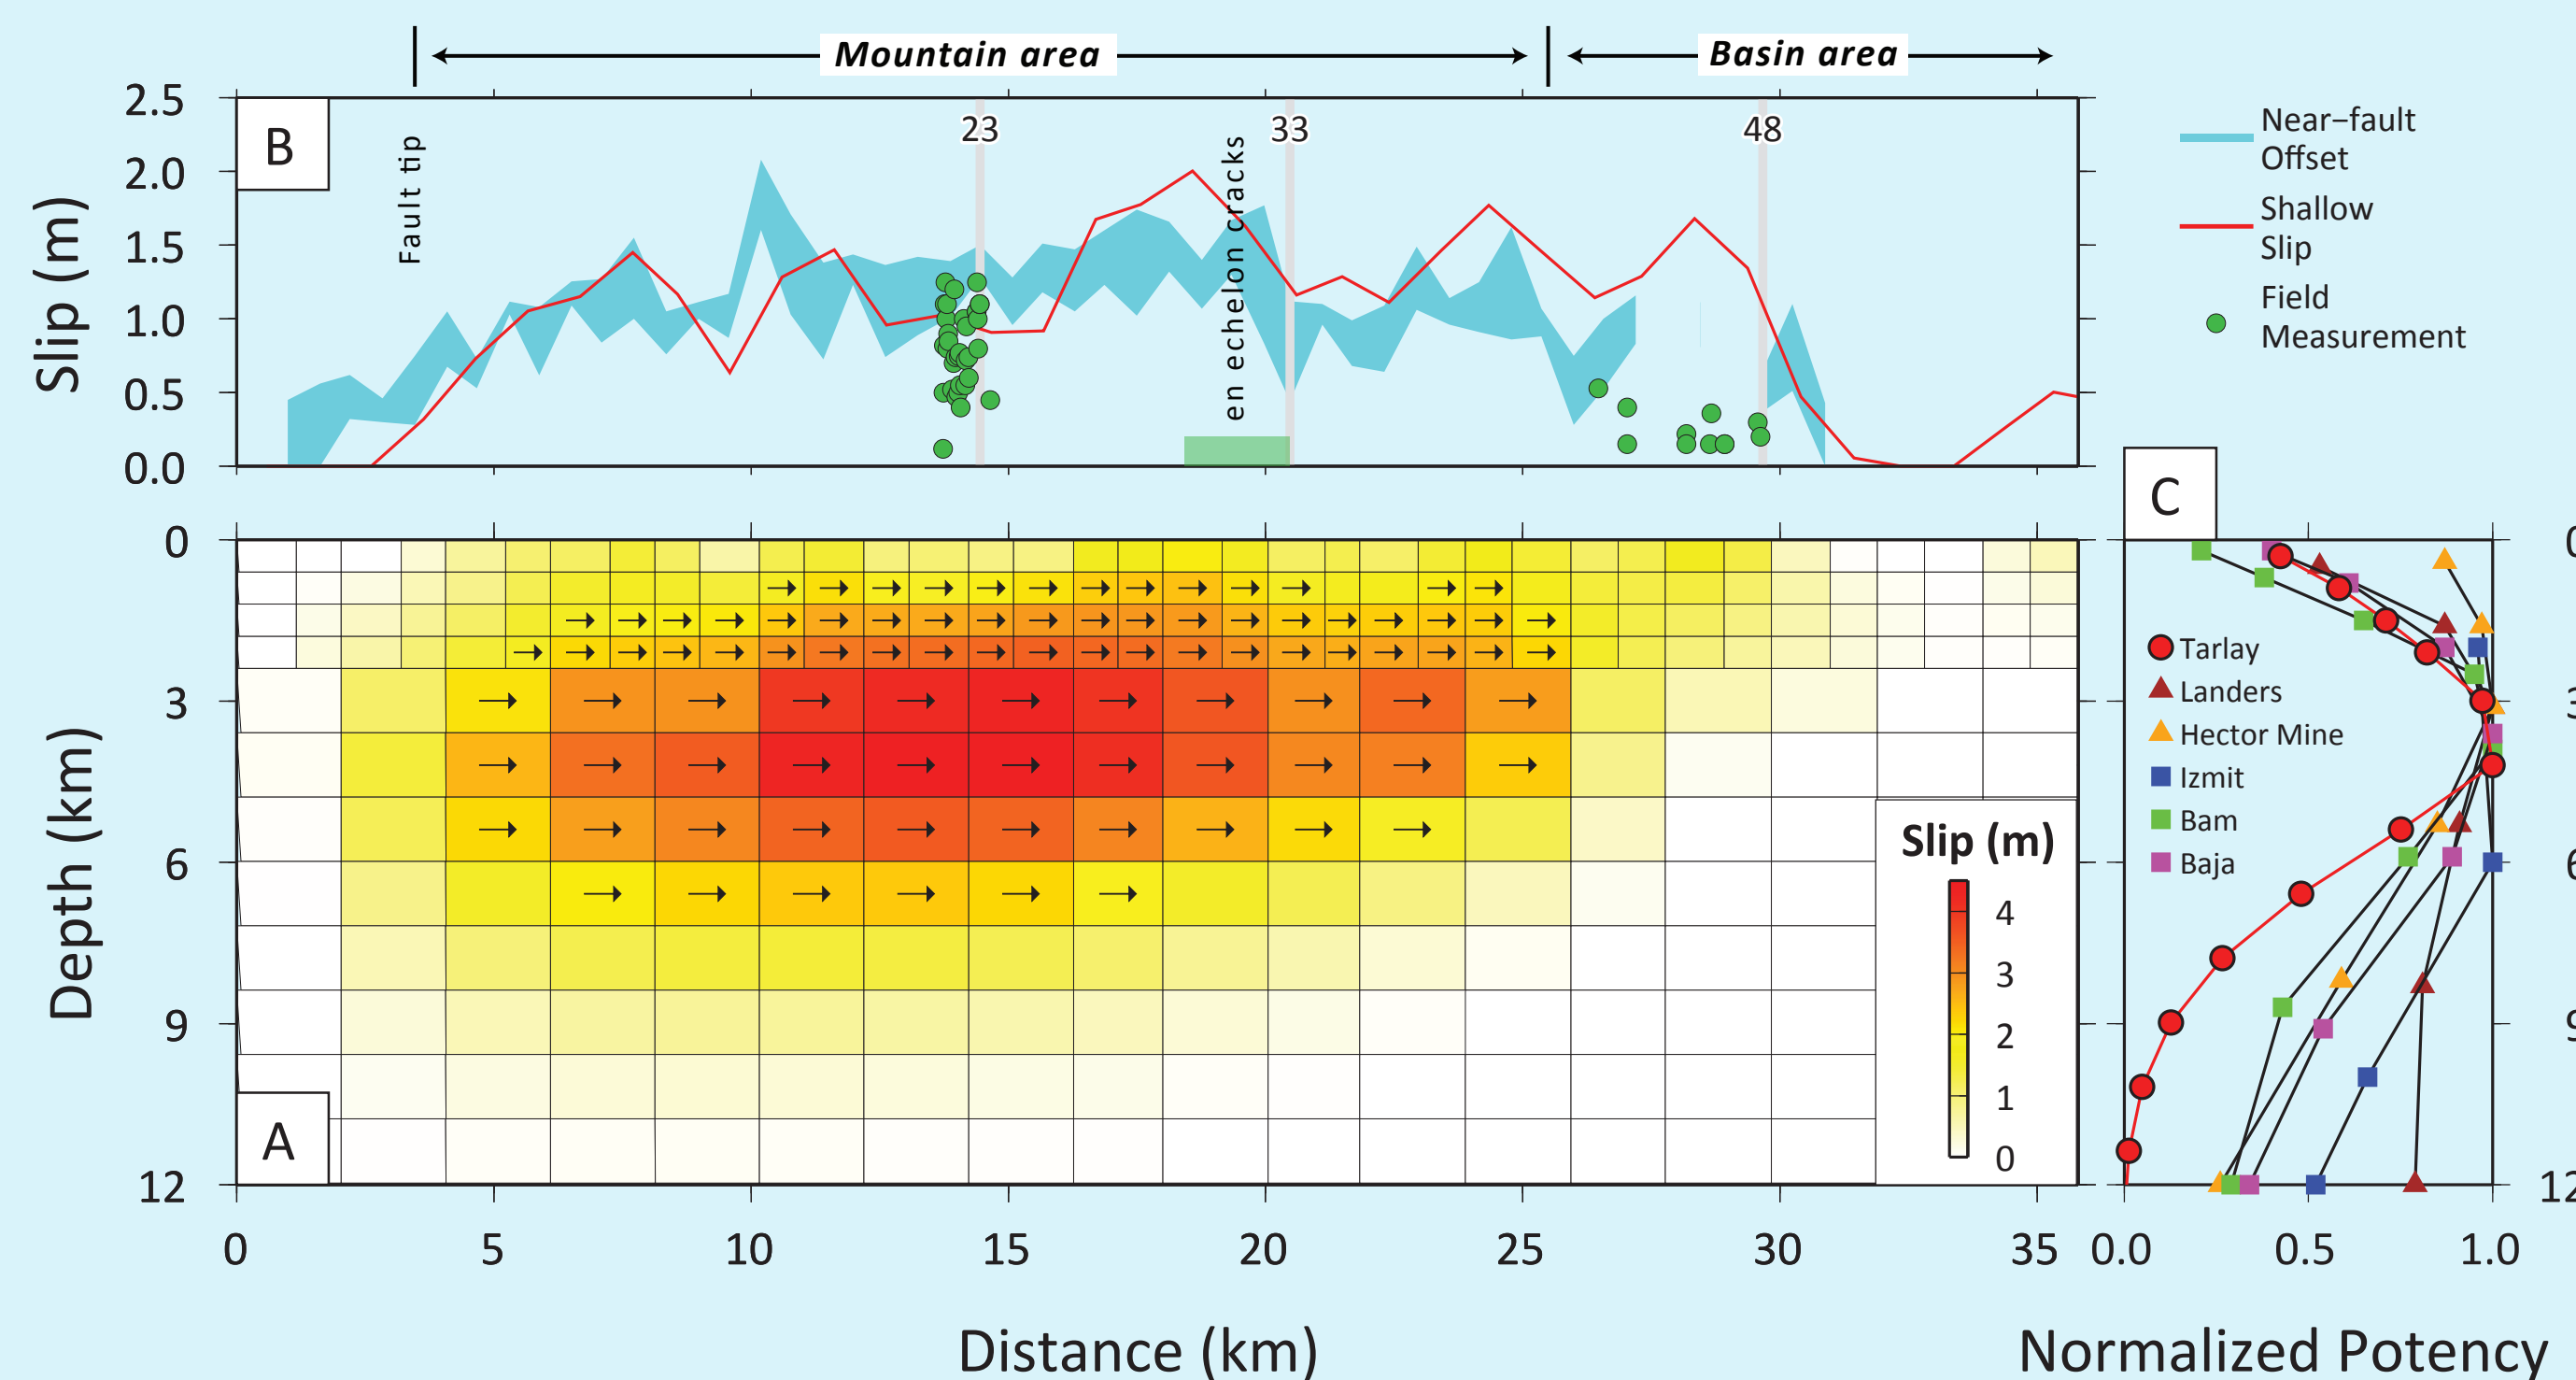 Mountain area
Basin area
2.5
2.0
1.5
1.0
0.5
0.0
Slip (m)
B
Fault tip
23
en echelon cracks
33
48
Near–fault
Offset
Shallow
Slip
Field
Measurement
0
3
6
9
12
Depth (km)
A
Slip (m)
4
3
2
1
0
0
5
10
15
20
25
30
35
Distance (km)
C
Tarlay
Landers
Hector Mine
Izmit
Bam
Baja
12
0.0
0.5
1.0
Normalized Potency